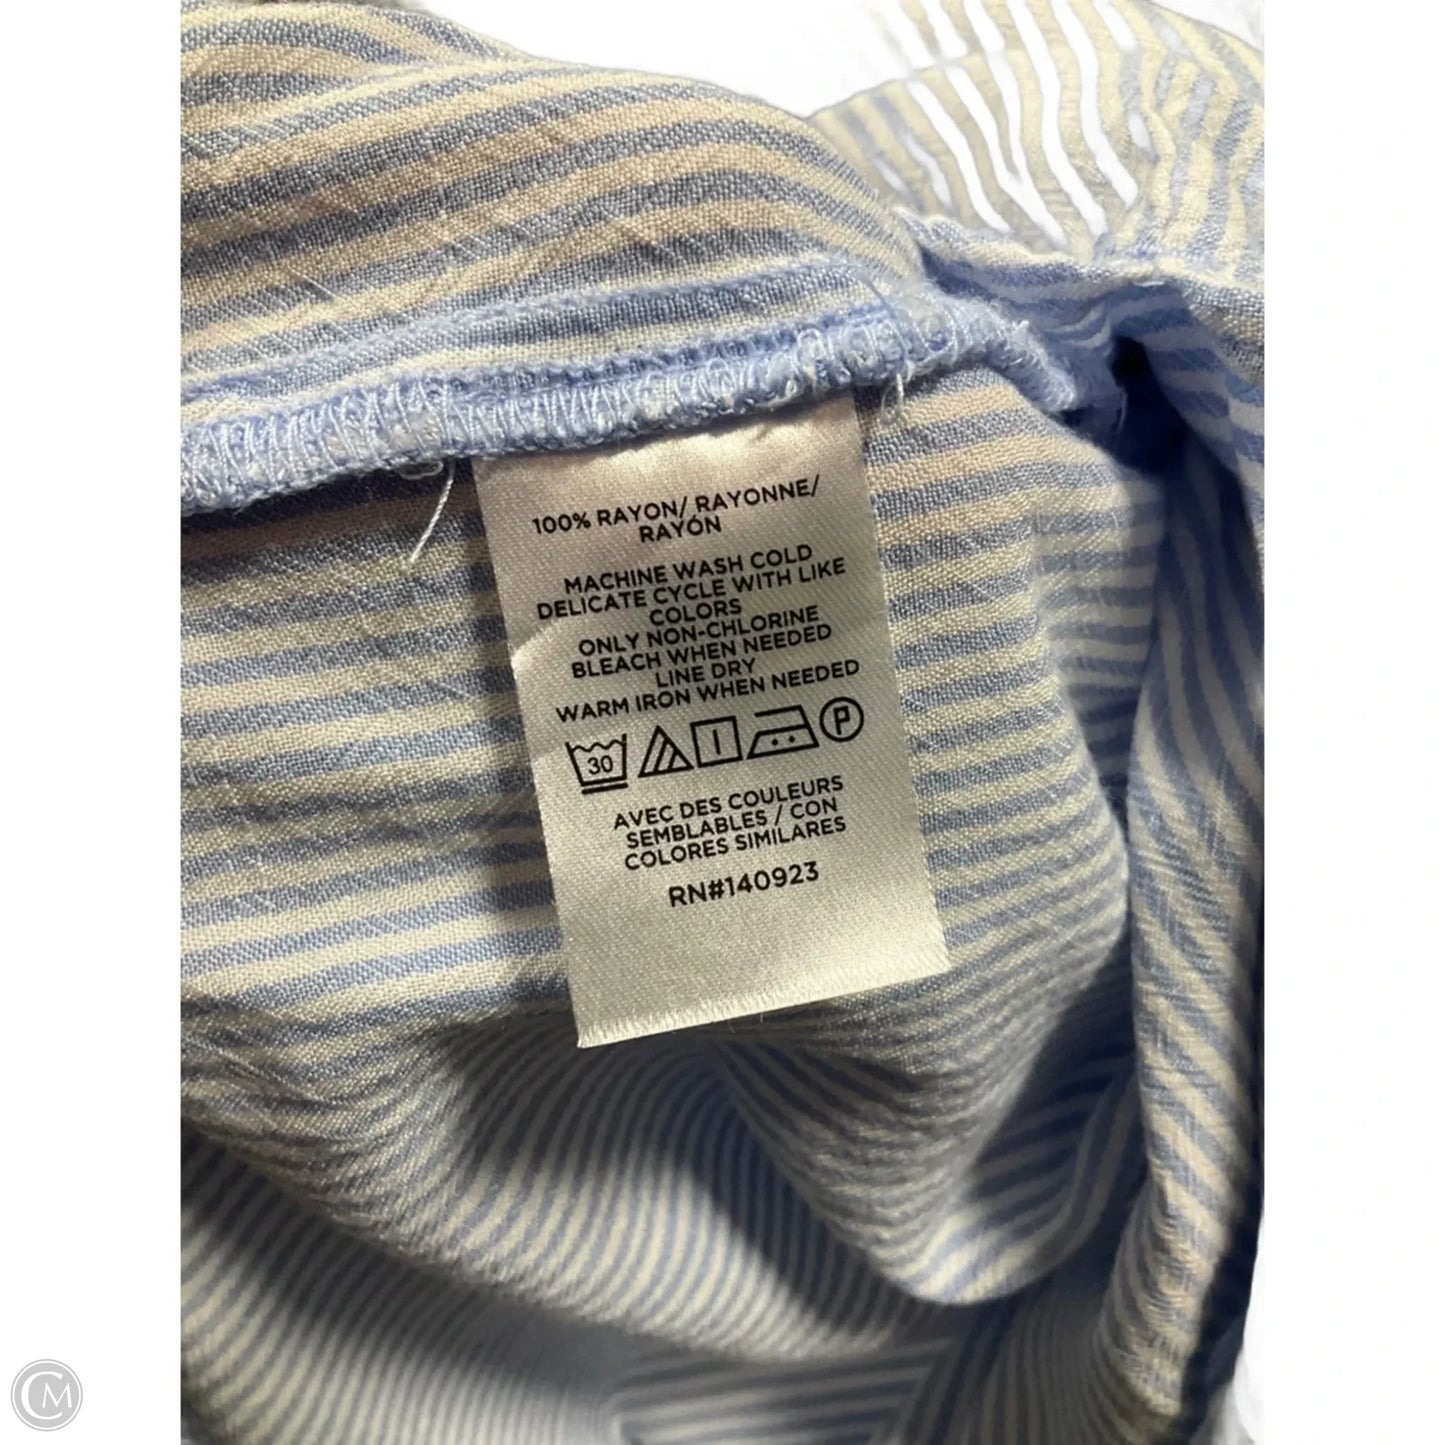 100% RAYON/ RAYONNE/
RAYÓN
MACHINE WASH COLD
DELICATE CYCLE WITH LIKE
COLORS
ONLY NON-CHLORINE
BLEACH WHEN NEEDED
LINE DRY
WARM IRON WHEN NEEDED
30 P
AVEC DES COULEURS
SEMBLABLES / CON
COLORES SIMILARES
RN#140923
CM